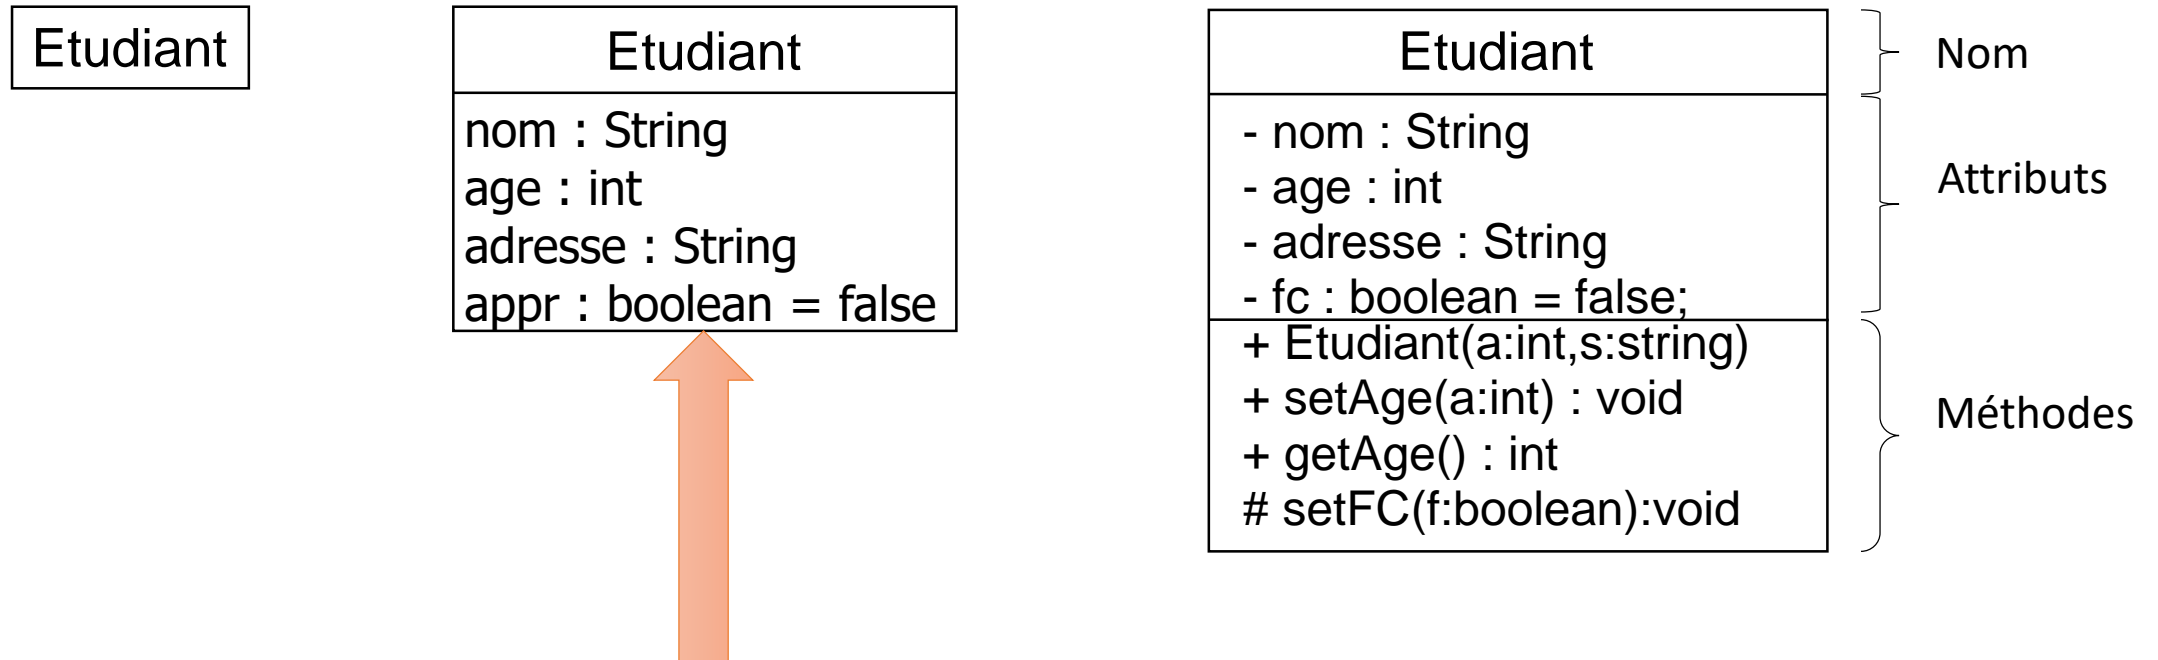 Etudiant
Etudiant
nom : String
age : int
adresse : String
appr : boolean = false
Etudiant
- nom : String
- age : int
- adresse : String
- fc : boolean = false;
+ Etudiant(a:int,s:string)
+ setAge(a:int) : void
+ getAge() : int
# setFC(f:boolean):void
Nom
Attributs
Méthodes